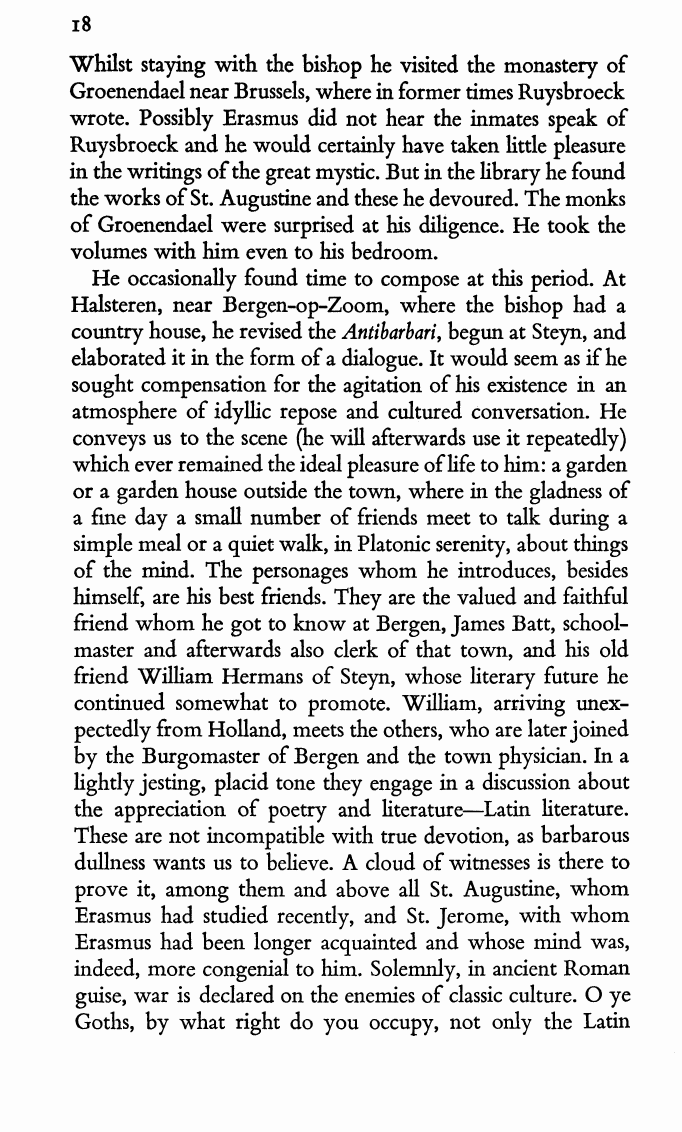 18
Whilst staying with the bishop he visited the monastery of
Groenendael near Brussels, where in former times Ruysbroeck
wrote. Possibly Erasmus did not hear the inmates speak of
Ruysbroeck and he would certainly have taken little pleasure
in the writings of the great mystic. But in the library he found
the works of St. Augustine and these he devoured. The monks
of Groenendael were surprised at his diligence. He took the
volumes with him even to his bedroom.
He occasionally found time to compose at this period. At
Halsteren, near Bergen-op-Zoom, where the bishop had a
country house, he revised the Antibarbari, begun at Steyn, and
elaborated it in the form of a dialogue. It would seem as if he
sought compensation for the agitation of his existence in an
atmosphere of idyllic repose and cultured conversation. He
conveys us to the scene (he will afterwards use it repeatedly)
which ever remained the ideal pleasure of life to him: a garden
or a garden house outside the town, where in the gladness of
a fine day a small number of friends meet to talk during a
simple meal or a quiet walk, in Platonic serenity, about things
of the mind. The personages whom he introduces, besides
himself, are his best friends. They are the valued and faithful
friend whom he got to know at Bergen, James Batt, school-
master and afterwards also clerk of that town, and his old
friend William Hermans of Steyn, whose literary future he
continued somewhat to promote. William, arriving unex-
pectedly from Holland, meets the others, who are later joined
by the Burgomaster of Bergen and the town physician. In a
lightly jesting, placid tone they engage in a discussion about
the appreciation of poetry and literature—Latin literature.
These are not incompatible with true devotion, as barbarous
dullness wants us to believe. A cloud of witnesses is there to
prove it, among them and above all St. Augustine, whom
Erasmus had studied recently, and St. Jerome, with whom
Erasmus had been longer acquainted and whose mind was,
indeed, more congenial to him. Solemnly, in ancient Roman
guise, war is declared on the enemies of classic culture. O ye
Goths, by what right do you occupy, not only the Latin